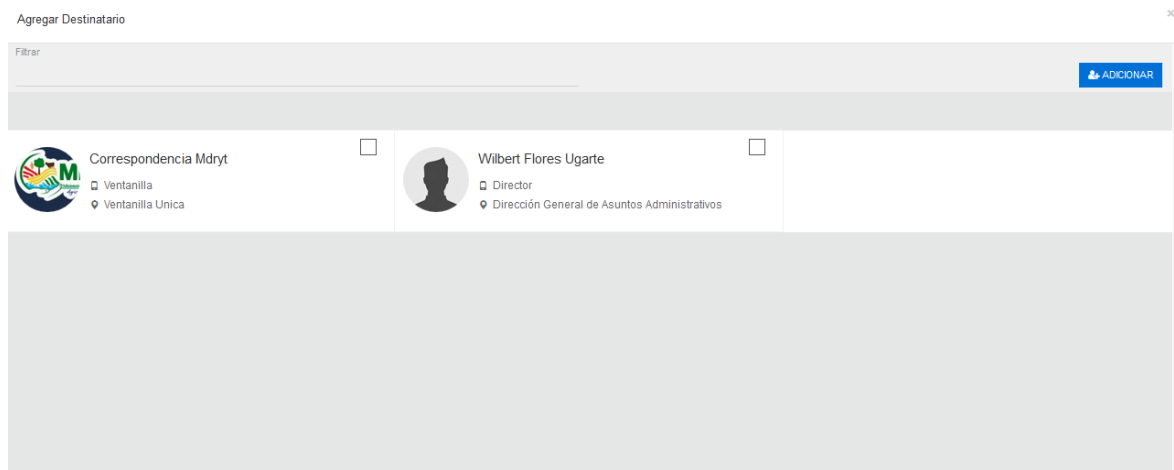 Agregar Destinatario
×
Filtrar
ADICIONAR
Correspondencia Mdryt
Ventanilla
Ventanilla Unica
Wilbert Flores Ugarte
Director
Dirección General de Asuntos Administrativos